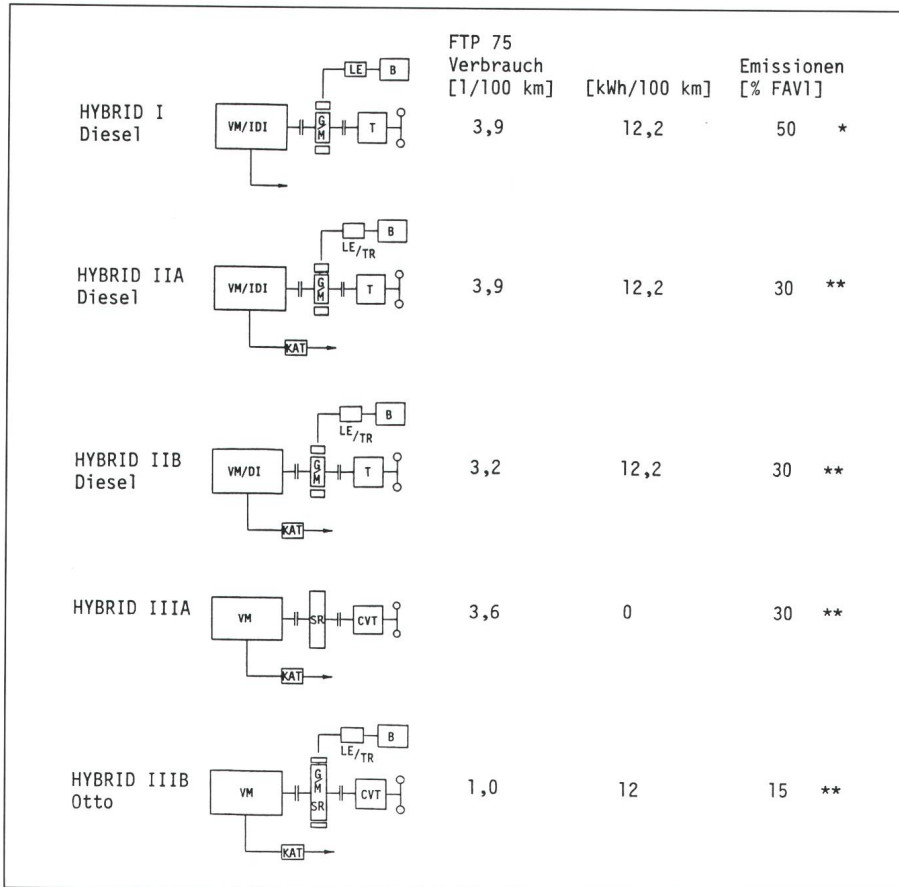 FTP 75
Verbrauch
[l/100 km] [kWh/100 km]
Emissionen
[% FAV1]
HYBRID I
Diesel
LE B
VM/IDI G/M T
3,9 12,2 50 *
HYBRID IIA
Diesel
B
LE/TR
VM/IDI G/M T
KAT
3,9 12,2 30 **
HYBRID IIB
Diesel
B
LE/TR
VM/DI G/M T
KAT
3,2 12,2 30 **
HYBRID IIIA
VM SR CVT
KAT
3,6 0 30 **
HYBRID IIIB
Otto
B
LE/TR
VM G/M SR CVT
KAT
1,0 12 15 **